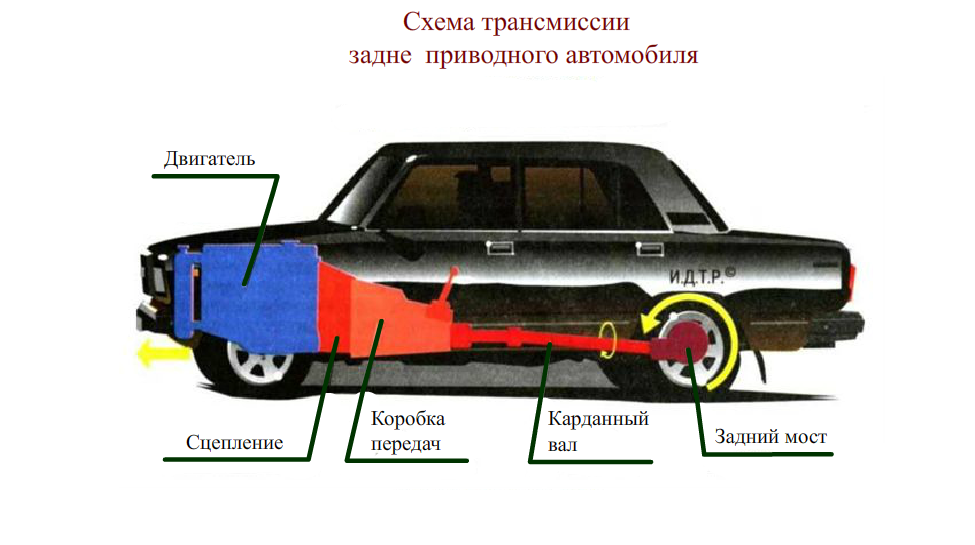 Схема трансмиссии
задне приводного автомобиля
Двигатель
И.Д.Т.Р.©
Сцепление
Коробка
передач
Карданный
вал
Задний мост